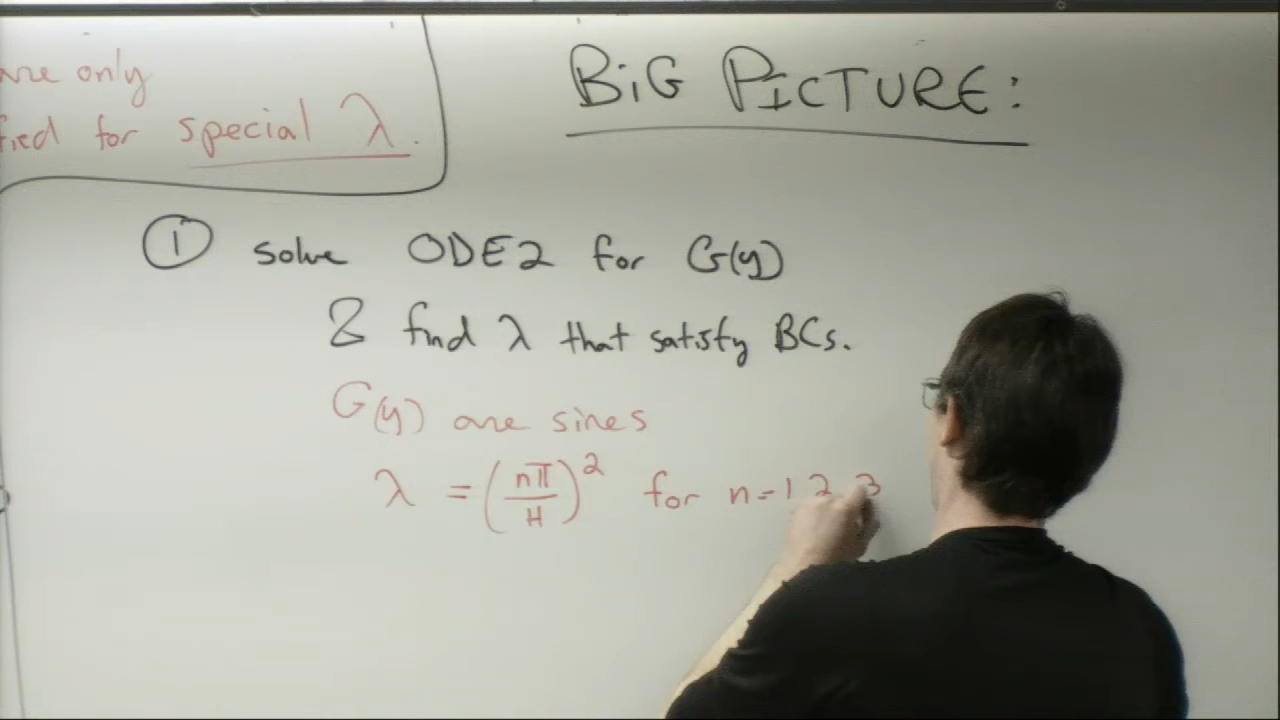 are only
fied for special λ.
BIG PICTURE:
① solve ODE2 for G(y)
& find λ that satisfy BCs.
G(y) are sines
λ = (nπ/H)² for n=1 2 3